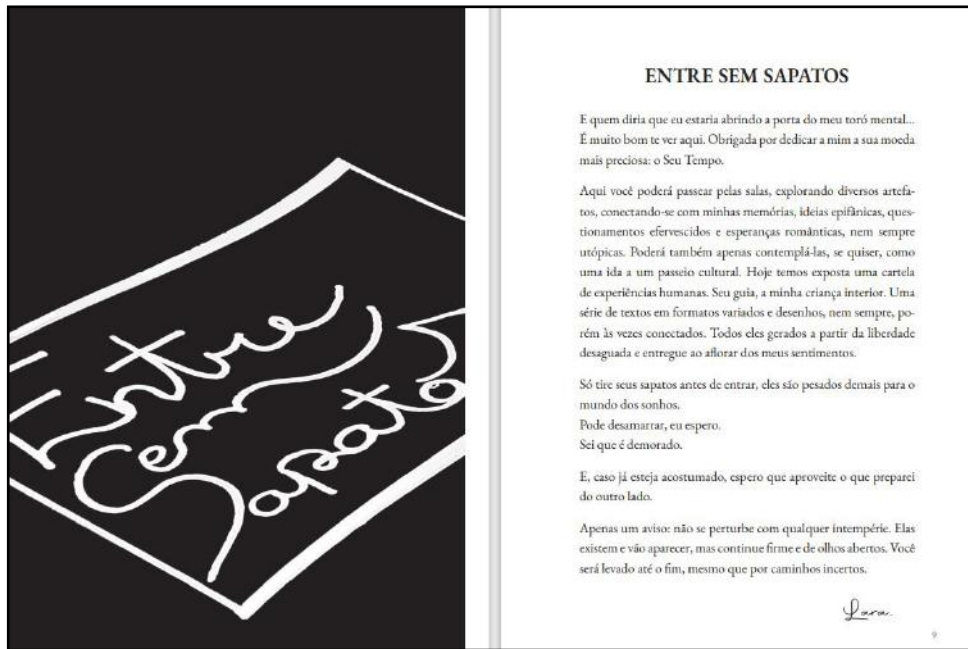 Entre
Sem
Sapatos
ENTRE SEM SAPATOS
E quem diria que eu estaria abrindo a porta do meu toró mental...
É muito bom te ver aqui. Obrigada por dedicar a mim a sua moeda
mais preciosa: o Seu Tempo.
Aqui você poderá passear pelas salas, explorando diversos artefa-
tos, conectando-se com minhas memórias, ideias epifânicas, ques-
tionamentos efervescidos e esperanças românticas, nem sempre
utópicas. Poderá também apenas contemplá-las, se quiser, como
uma ida a um passeio cultural. Hoje temos exposta uma cartela
de experiências humanas. Seu guia, a minha criança interior. Uma
série de textos em formatos variados e desenhos, nem sempre, po-
rém às vezes conectados. Todos eles gerados a partir da liberdade
desaguada e entregue ao aflorar dos meus sentimentos.
Só tire seus sapatos antes de entrar, eles são pesados demais para o
mundo dos sonhos.
Pode desamarrar, eu espero.
Sei que é demorado.
E, caso já esteja acostumado, espero que aproveite o que preparei
do outro lado.
Apenas um aviso: não se perturbe com qualquer intempérie. Elas
existem e vão aparecer, mas continue firme e de olhos abertos. Você
será levado até o fim, mesmo que por caminhos incertos.
Lara.
9